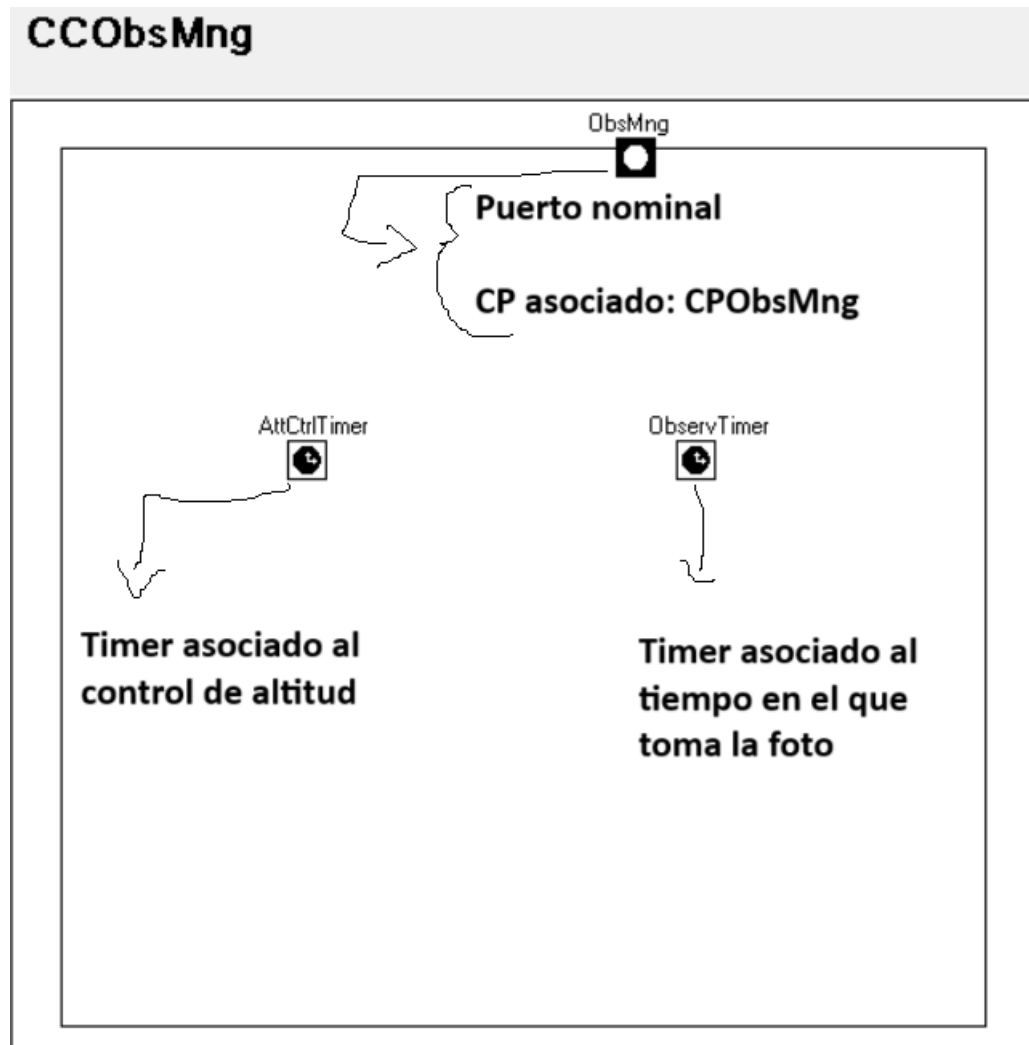 CCObsMng
ObsMng
Puerto nominal
CP asociado: CPObsMng
AttCtrlTimer
ObservTimer
Timer asociado al
control de altitud
Timer asociado al
tiempo en el que
toma la foto